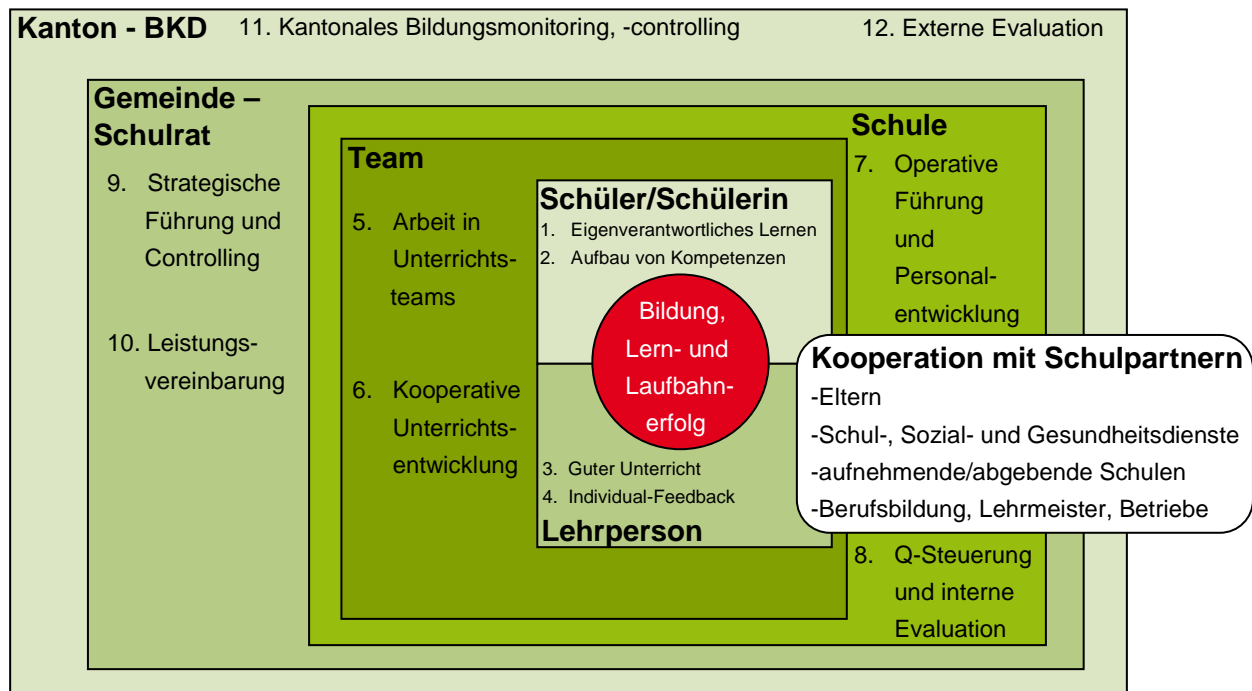 Kanton - BKD
11. Kantonales Bildungsmonitoring, -controlling
12. Externe Evaluation
Gemeinde –
Schulrat
9. Strategische
Führung und
Controlling
10. Leistungs-
vereinbarung
Team
5. Arbeit in
Unterrichts-
teams
6. Kooperative
Unterrichts-
entwicklung
Schüler/Schülerin
1. Eigenverantwortliches Lernen
2. Aufbau von Kompetenzen
Bildung,
Lern- und
Laufbahn-
erfolg
3. Guter Unterricht
4. Individual-Feedback
Lehrperson
Schule
7. Operative
Führung
und
Personal-
entwicklung
Kooperation mit Schulpartnern
-Eltern
-Schul-, Sozial- und Gesundheitsdienste
-aufnehmende/abgebende Schulen
-Berufsbildung, Lehrmeister, Betriebe
8. Q-Steuerung
und interne
Evaluation